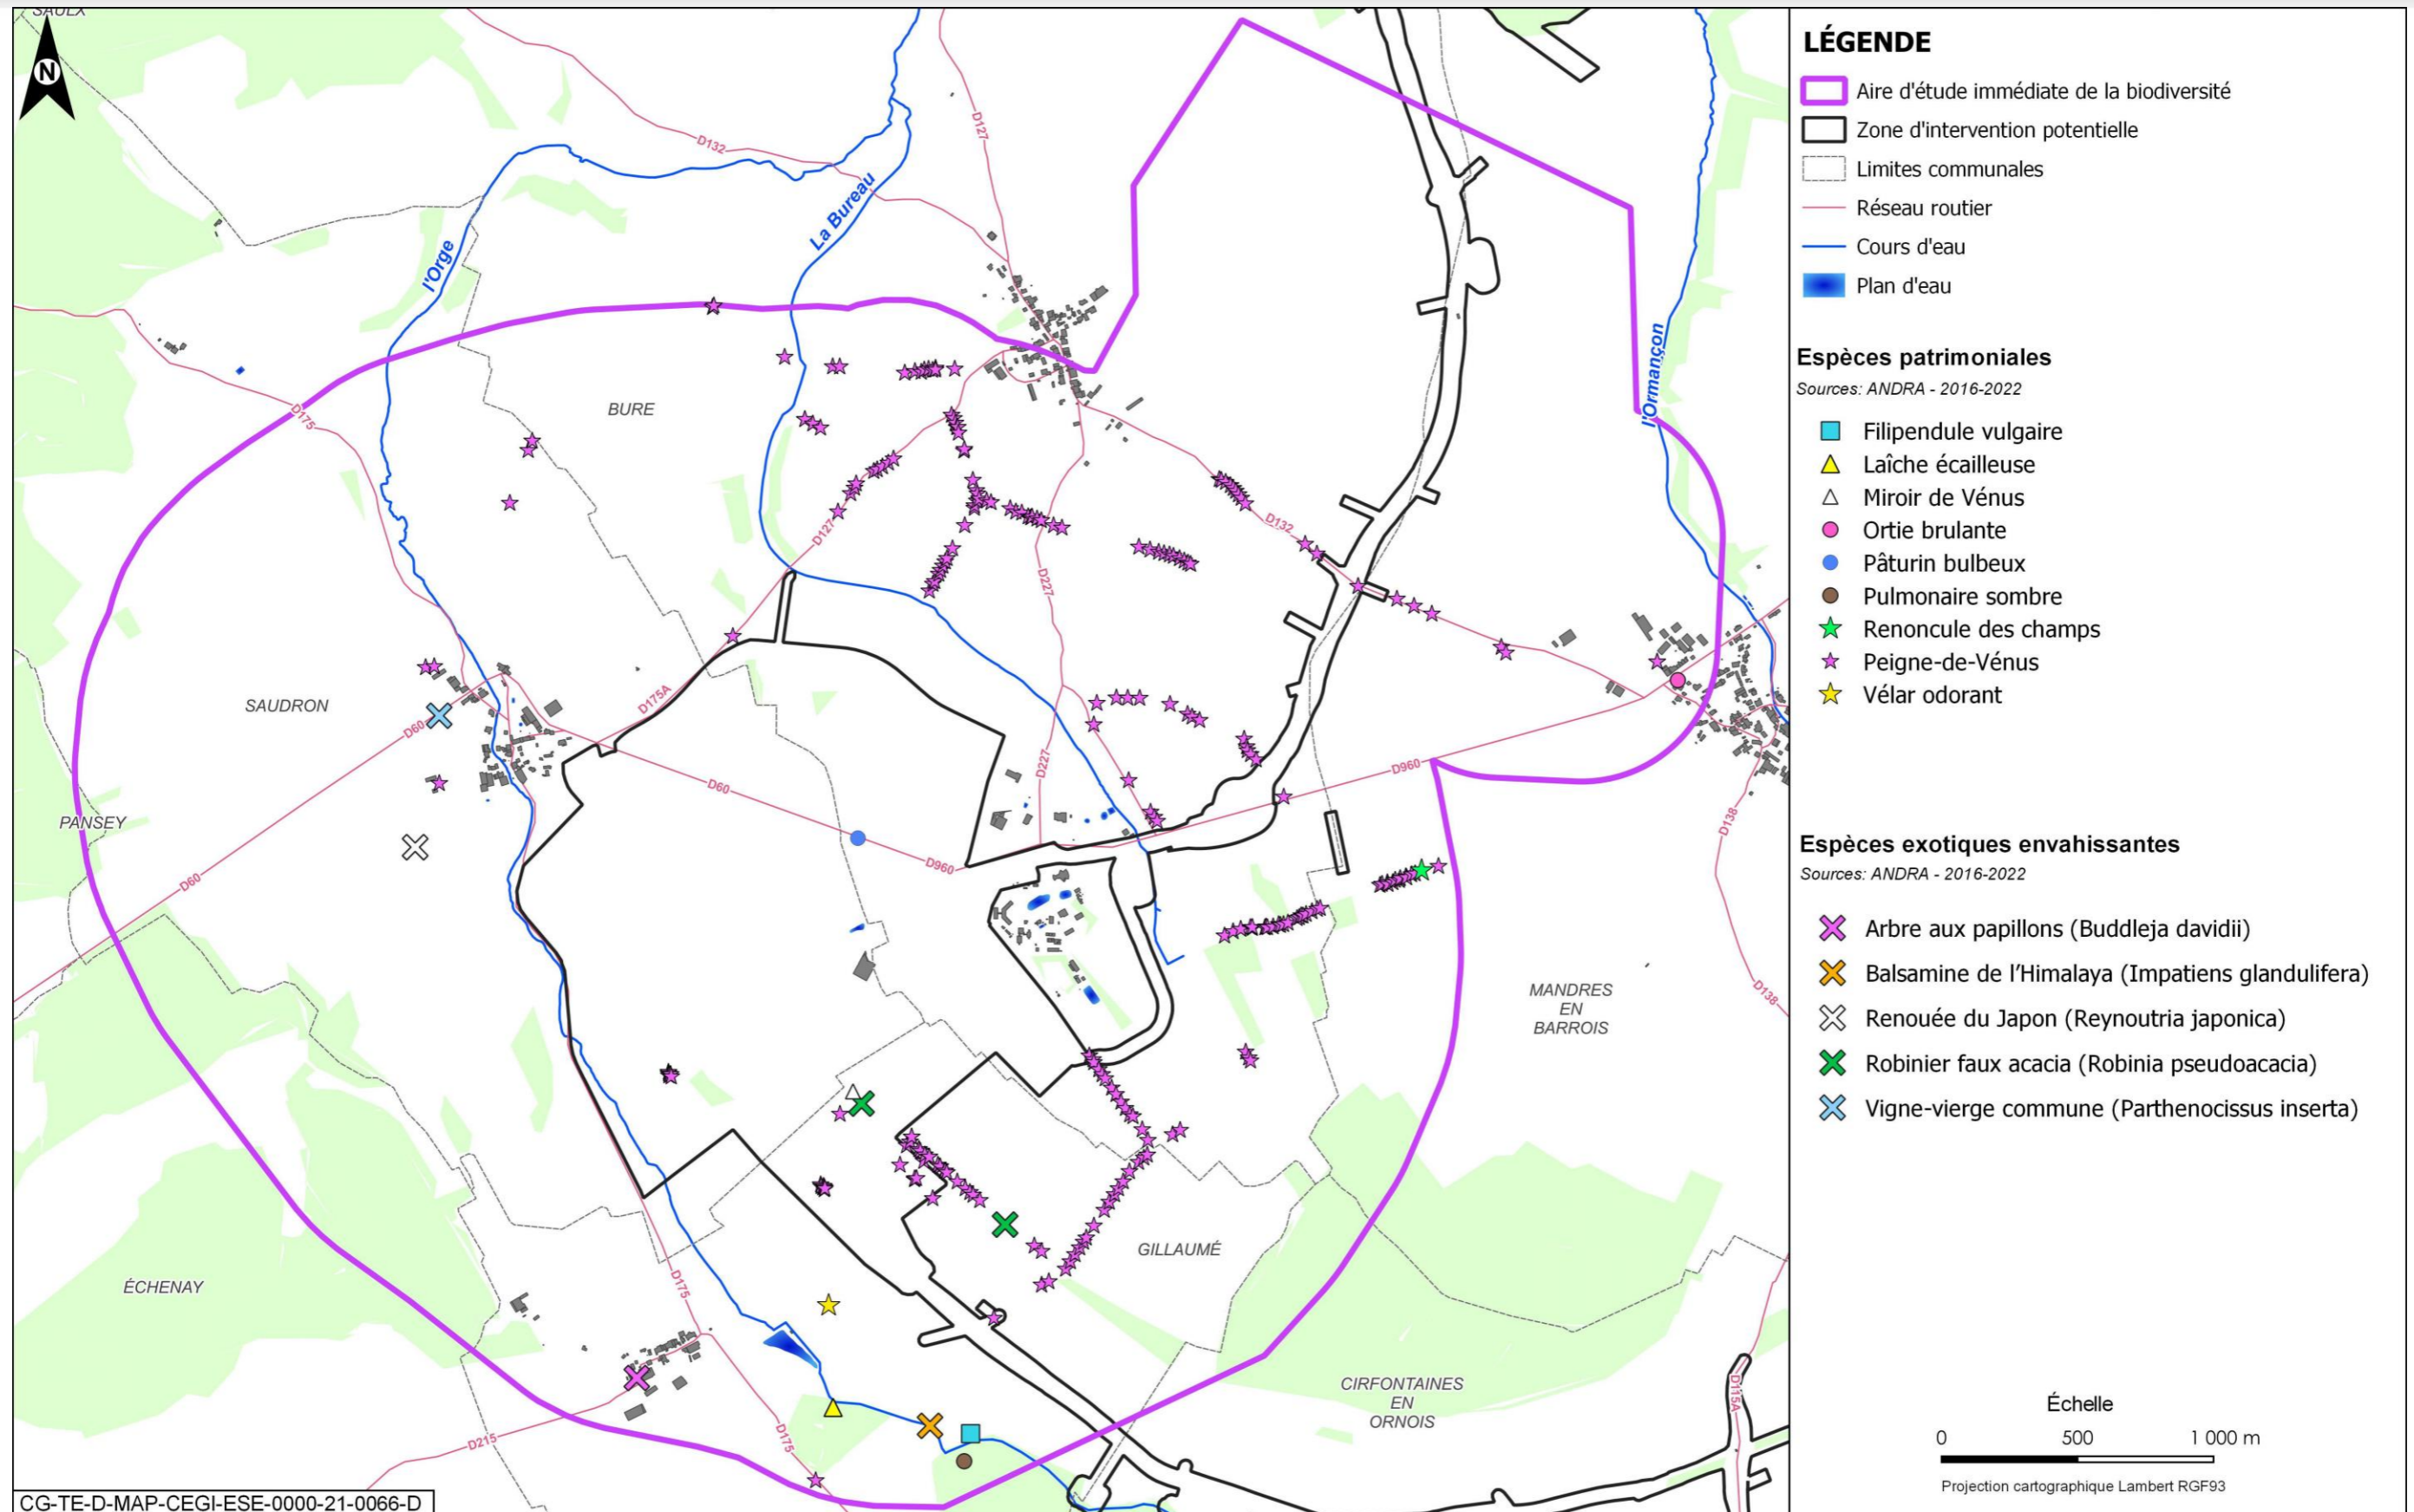 SAULX
N
D132
D127
La Bureau
l'Orge
D175
BURE
l'Ormançon
D127
D132
D227
SAUDRON
D60
D175A
D60
D227
D960
PANSEY
D60
D960
D138
D138
MANDRES
EN
BARROIS
GILLAUMÉ
ÉCHENAY
D175
CIRFONTAINES
EN
ORNOIS
D115A
D215
D175
CG-TE-D-MAP-CEGI-ESE-0000-21-0066-D
LÉGENDE
Aire d'étude immédiate de la biodiversité
Zone d'intervention potentielle
Limites communales
Réseau routier
Cours d'eau
Plan d'eau
Espèces patrimoniales
Sources: ANDRA - 2016-2022
Filipendule vulgaire
Laîche écailleuse
Miroir de Vénus
Ortie brulante
Pâturin bulbeux
Pulmonaire sombre
Renoncule des champs
Peigne-de-Vénus
Vélar odorant
Espèces exotiques envahissantes
Sources: ANDRA - 2016-2022
Arbre aux papillons (Buddleja davidii)
Balsamine de l'Himalaya (Impatiens glandulifera)
Renouée du Japon (Reynoutria japonica)
Robinier faux acacia (Robinia pseudoacacia)
Vigne-vierge commune (Parthenocissus inserta)
Échelle
0 500 1 000 m
Projection cartographique Lambert RGF93